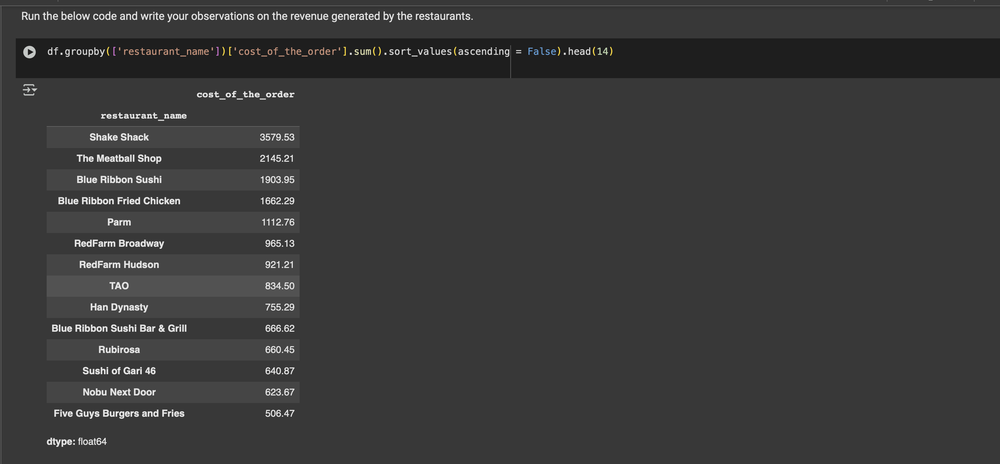 Run the below code and write your observations on the revenue generated by the restaurants.
df.groupby(['restaurant_name'])['cost_of_the_order'].sum().sort_values(ascending = False).head(14)
cost_of_the_order
restaurant_name
Shake Shack 3579.53
The Meatball Shop 2145.21
Blue Ribbon Sushi 1903.95
Blue Ribbon Fried Chicken 1662.29
Parm 1112.76
RedFarm Broadway 965.13
RedFarm Hudson 921.21
TAO 834.50
Han Dynasty 755.29
Blue Ribbon Sushi Bar & Grill 666.62
Rubirosa 660.45
Sushi of Gari 46 640.87
Nobu Next Door 623.67
Five Guys Burgers and Fries 506.47
dtype: float64